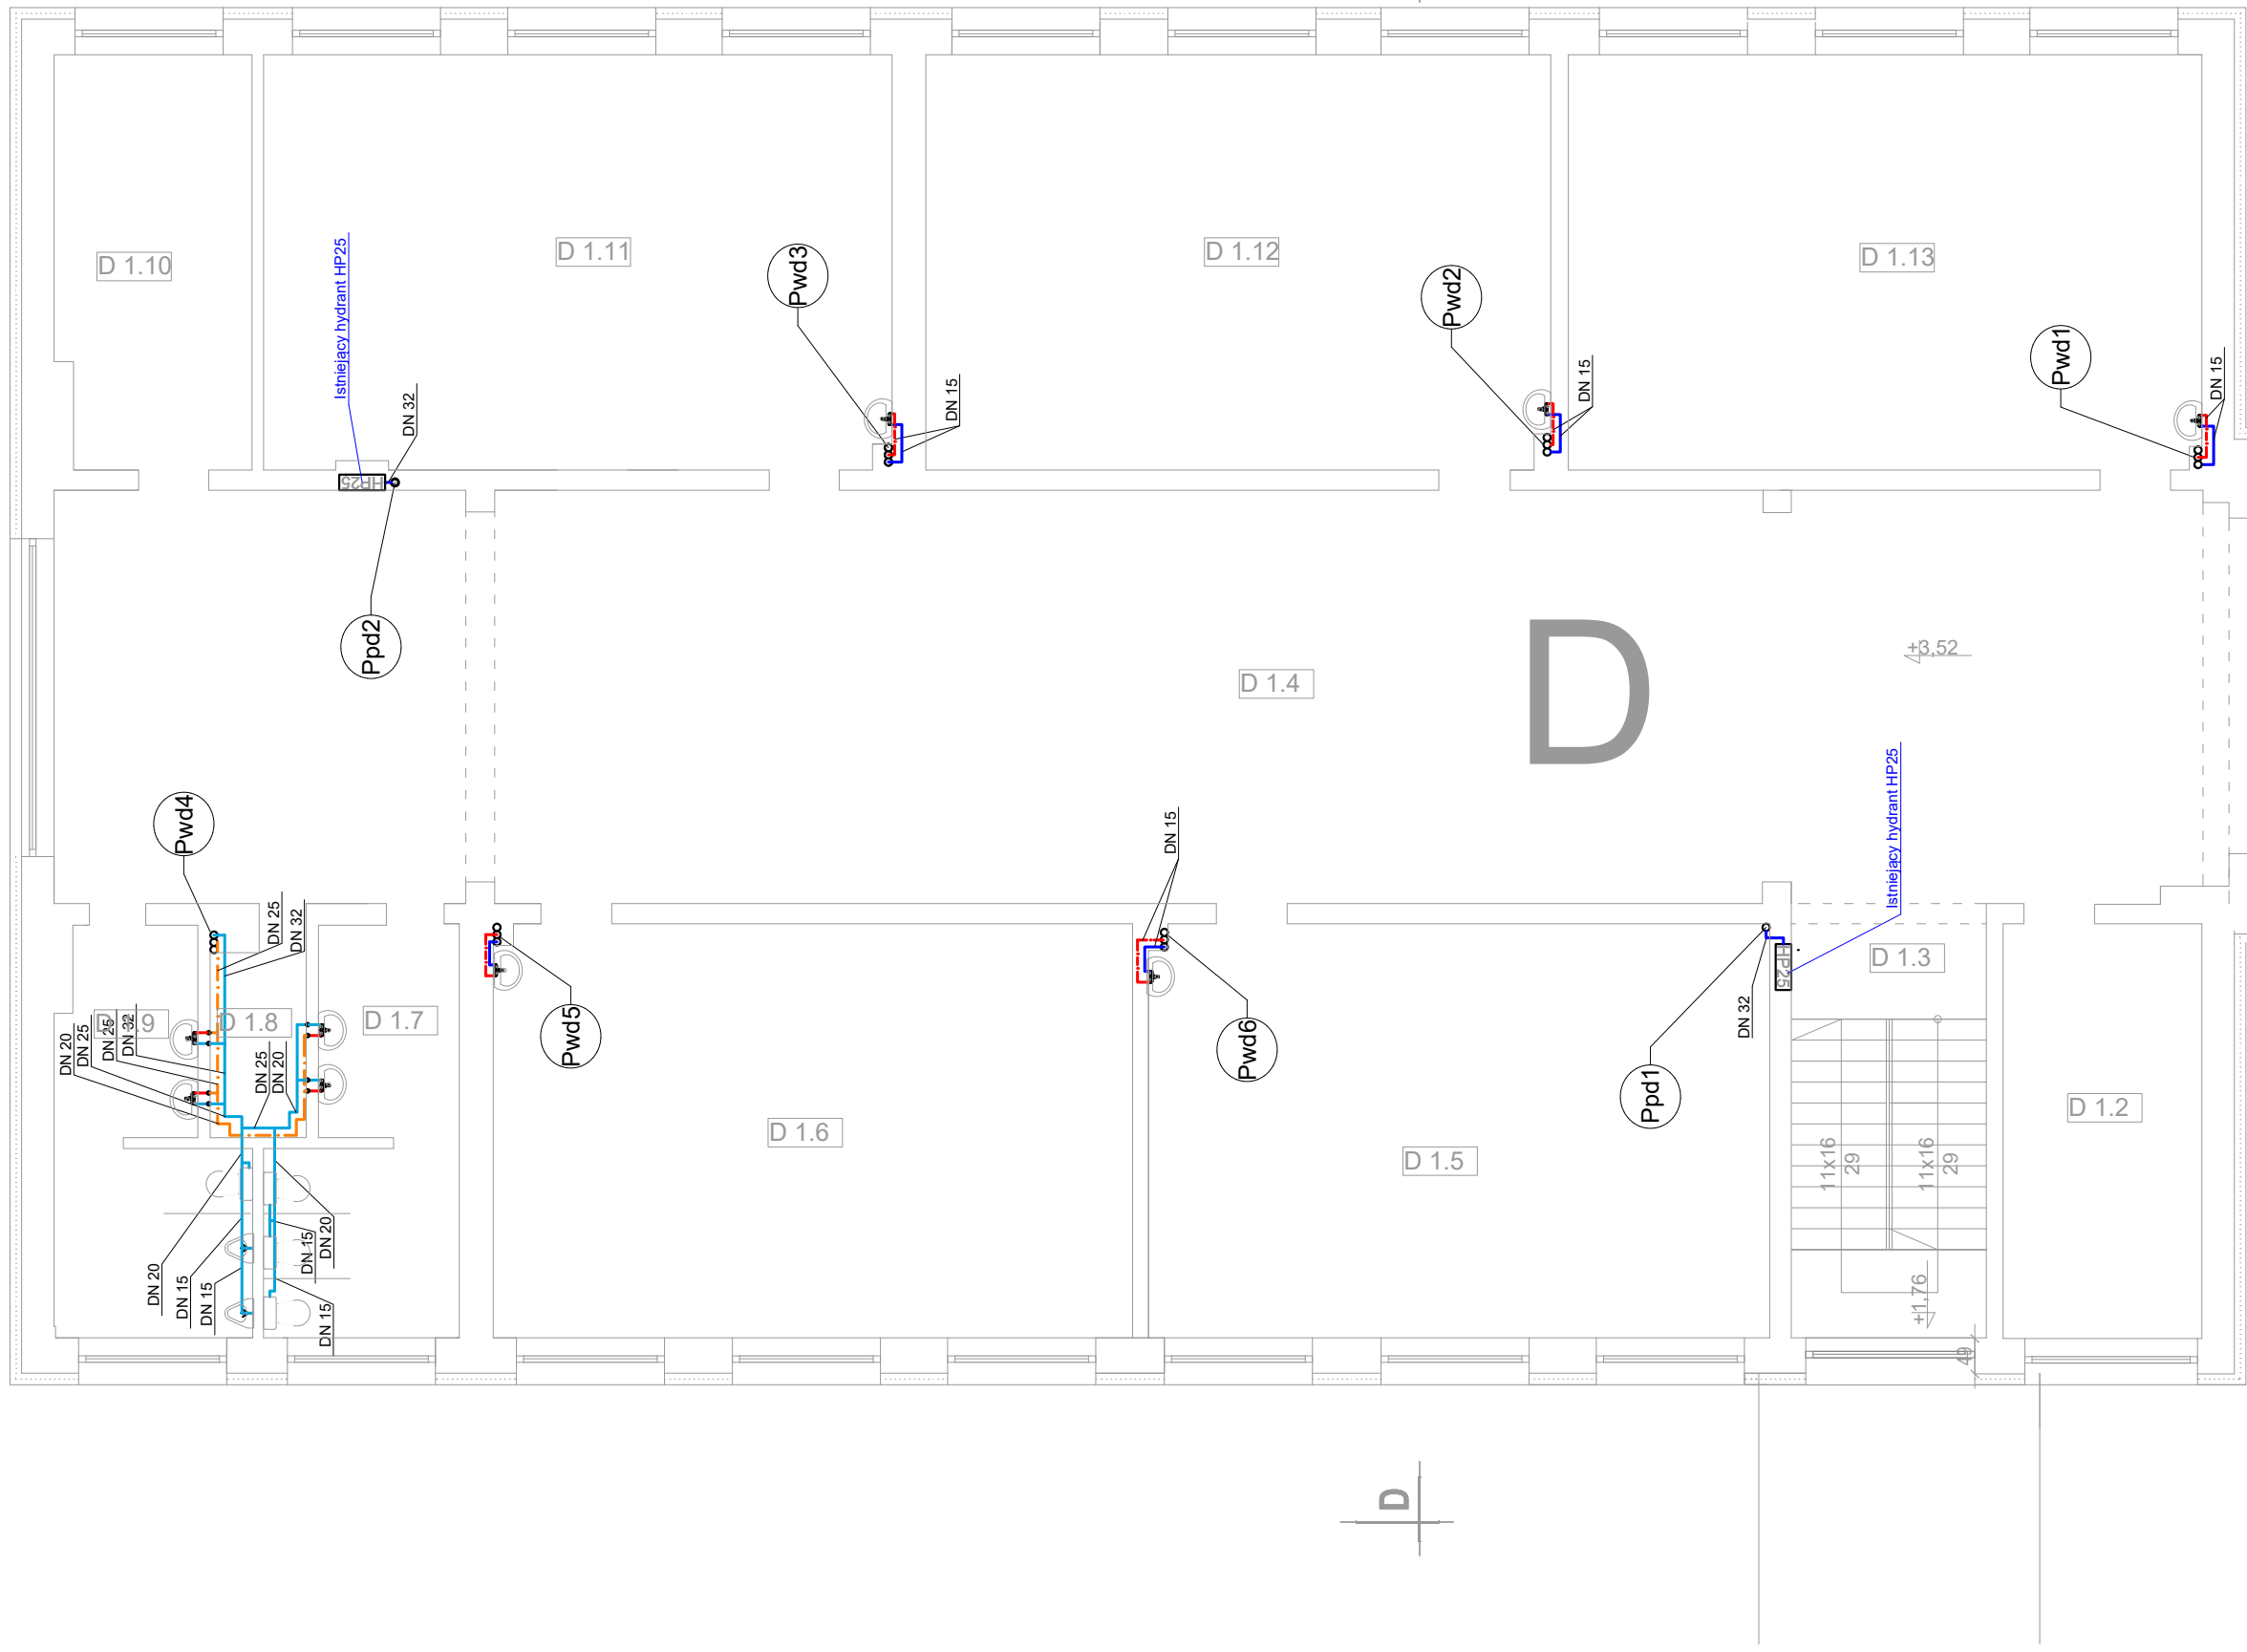 D 1.10
D 1.11
D 1.12
D 1.13
Istniejący hydrant HP25
DN 32
HP25
Ppd2
Pwd3
DN 15
Pwd2
DN 15
Pwd1
DN 15
D 1.4
D
+3,52
Pwd4
DN 25
DN 32
D 1.9
D 1.8
D 1.7
DN 20
DN 25
DN 25
DN 32
DN 25
DN 20
DN 20
DN 15
DN 15
DN 15
DN 20
DN 15
Pwd5
D 1.6
DN 15
Pwd6
D 1.5
Ppd1
DN 32
HP25
Istniejący hydrant HP25
D 1.3
11x16
29
11x16
29
+1,76
49
D 1.2
D